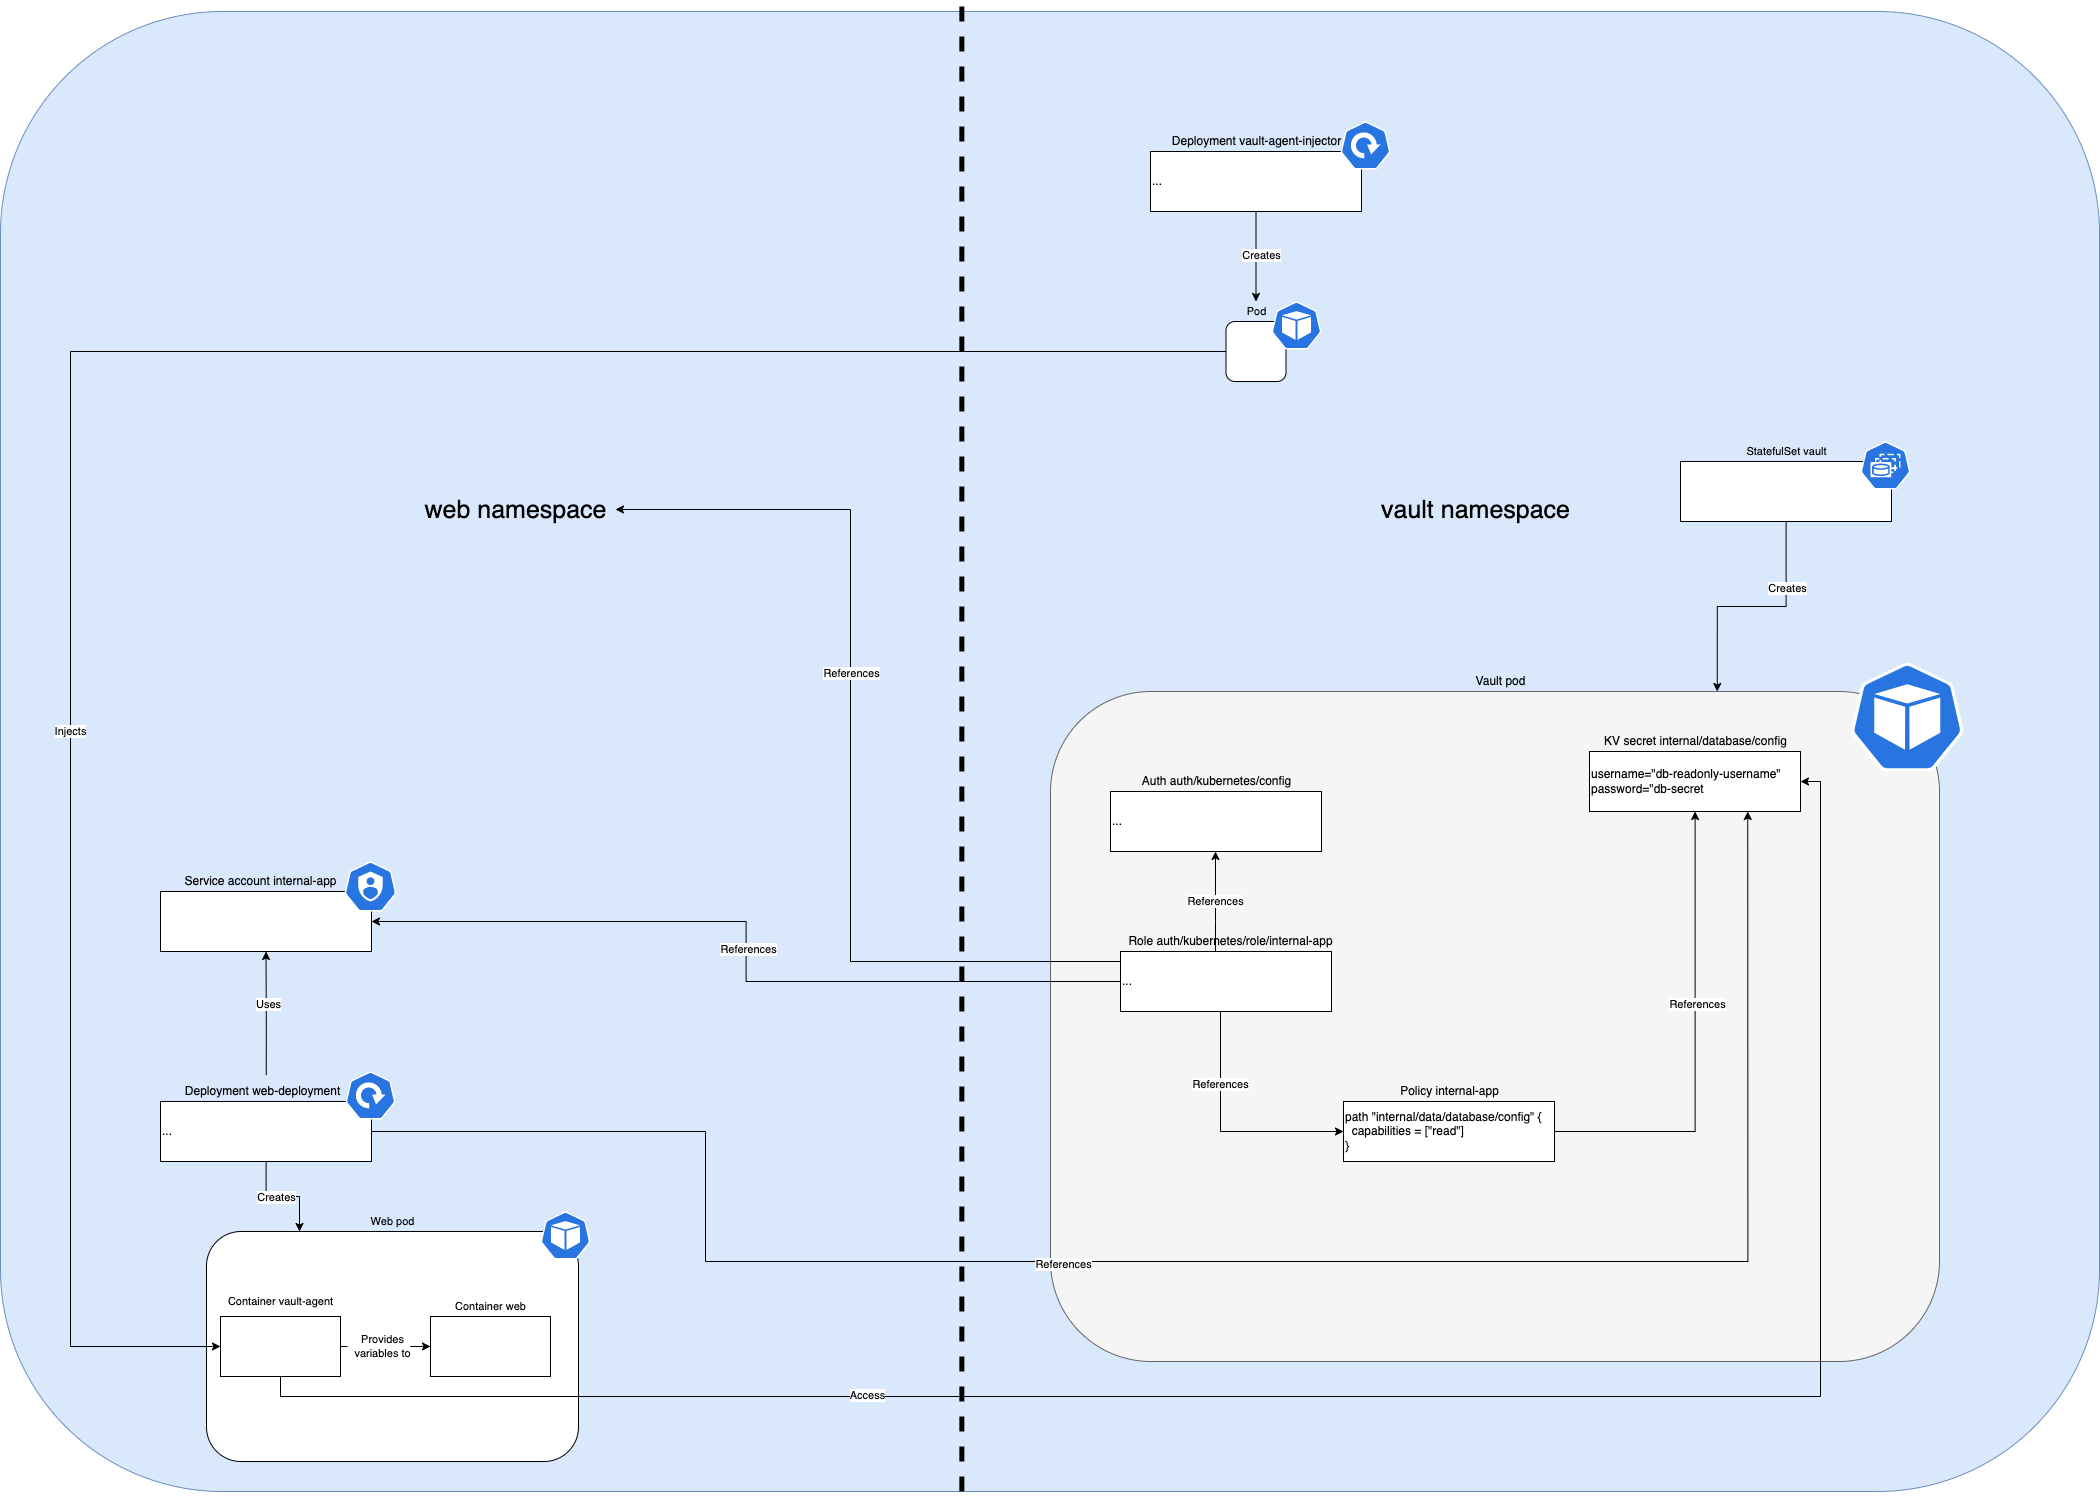 Deployment vault-agent-injector
...
Creates
Pod
StatefulSet vault
web namespace
vault namespace
Creates
References
Vault pod
Injects
KV secret internal/database/config
username="db-readonly-username"
password="db-secret
Auth auth/kubernetes/config
...
Service account internal-app
References
Role auth/kubernetes/role/internal-app
...
References
Uses
References
References
Deployment web-deployment
...
Policy internal-app
path "internal/data/database/config" {
capabilities = ["read"]
}
Creates
Web pod
References
Container vault-agent
Container web
Provides
variables to
Access